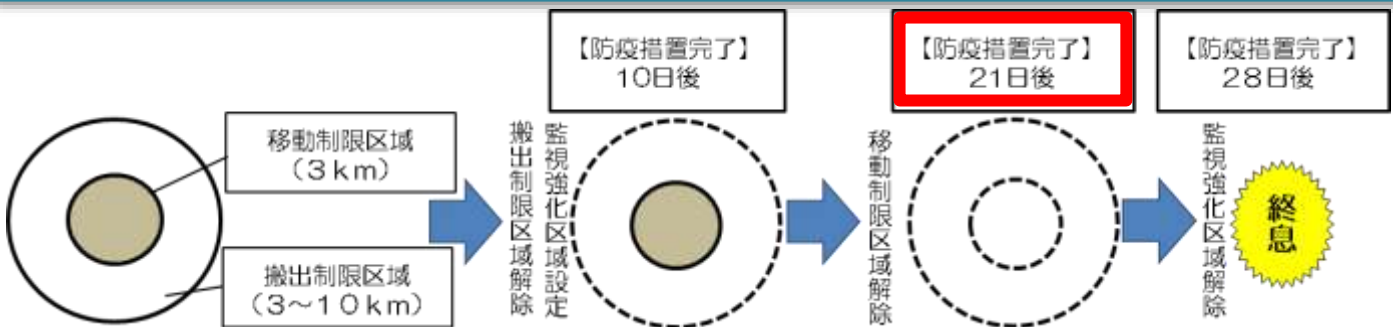 移動制限区域
(3km)
搬出制限区域
(3~10km)
【防疫措置完了】
10日後
搬出制限区域解除
監視強化区域設定
【防疫措置完了】
21日後
移動制限区域解除
【防疫措置完了】
28日後
監視強化区域解除
終息